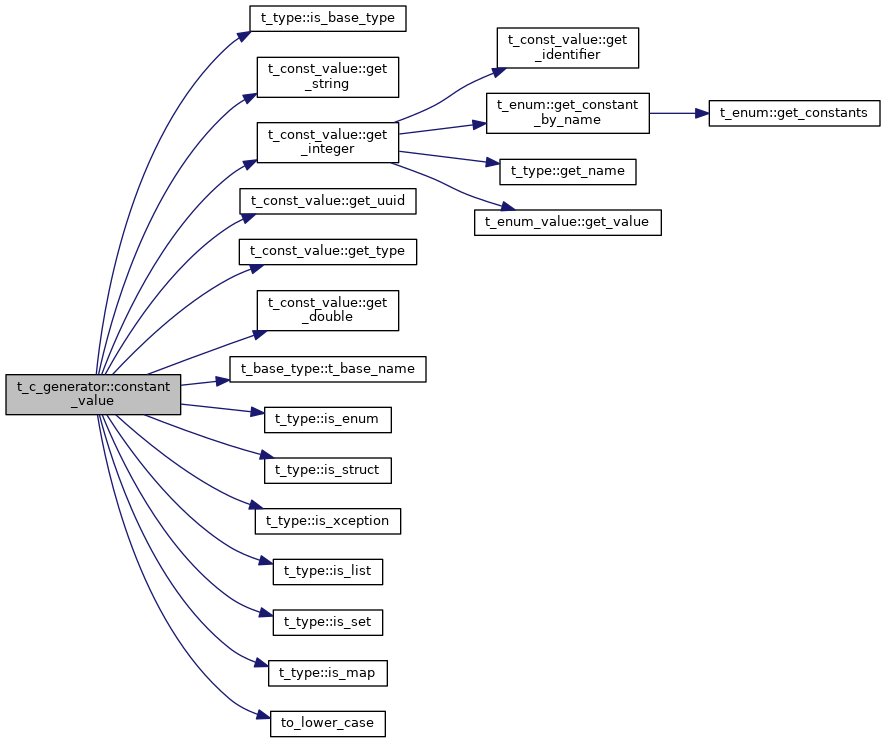 t_type::is_base_type
t_const_value::get
_string
t_const_value::get
_integer
t_const_value::get
_identifier
t_enum::get_constant
_by_name
t_enum::get_constants
t_type::get_name
t_enum_value::get_value
t_const_value::get_uuid
t_const_value::get_type
t_const_value::get
_double
t_base_type::t_base_name
t_c_generator::constant
_value
t_type::is_enum
t_type::is_struct
t_type::is_xception
t_type::is_list
t_type::is_set
t_type::is_map
to_lower_case